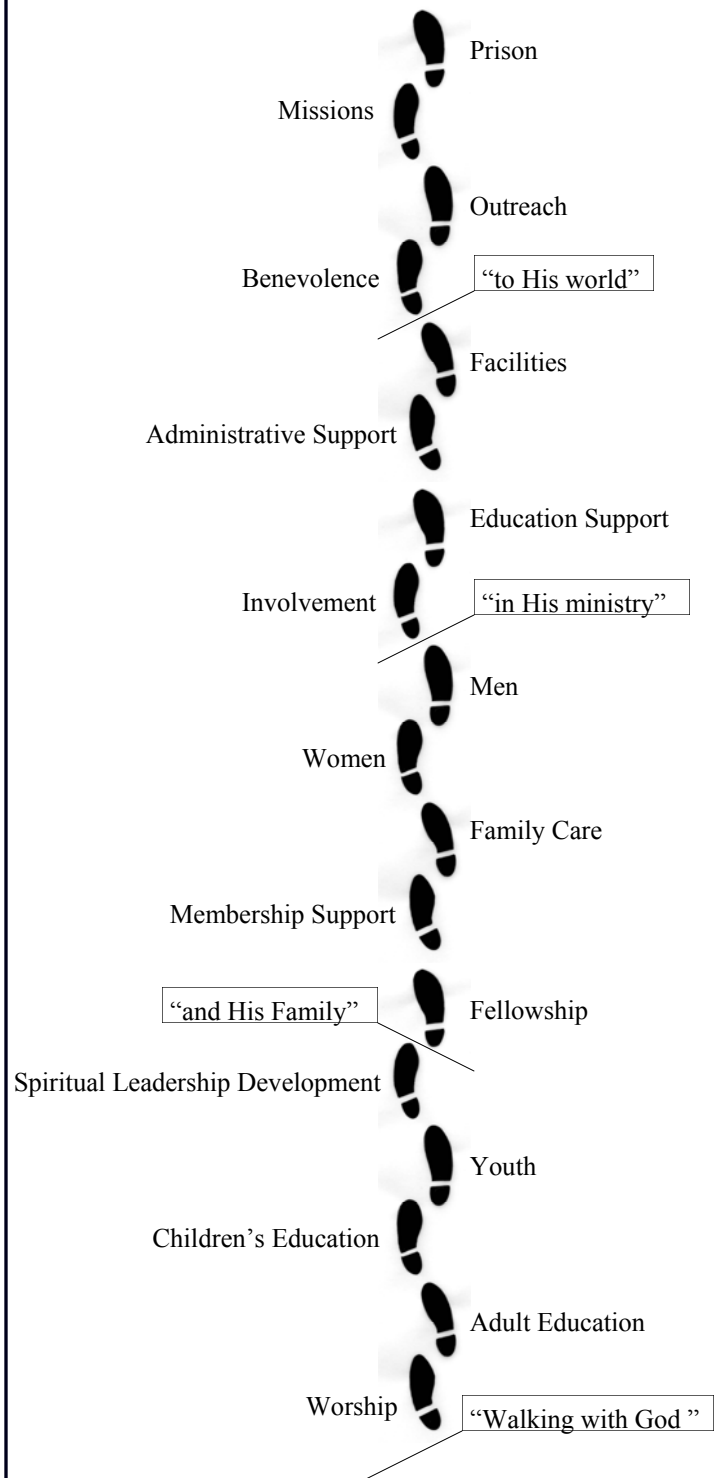 Prison
Missions
Outreach
Benevolence
“to His world”
Facilities
Administrative Support
Education Support
Involvement
“in His ministry”
Men
Women
Family Care
Membership Support
“and His Family”
Fellowship
Spiritual Leadership Development
Youth
Children’s Education
Adult Education
Worship
“Walking with God ”